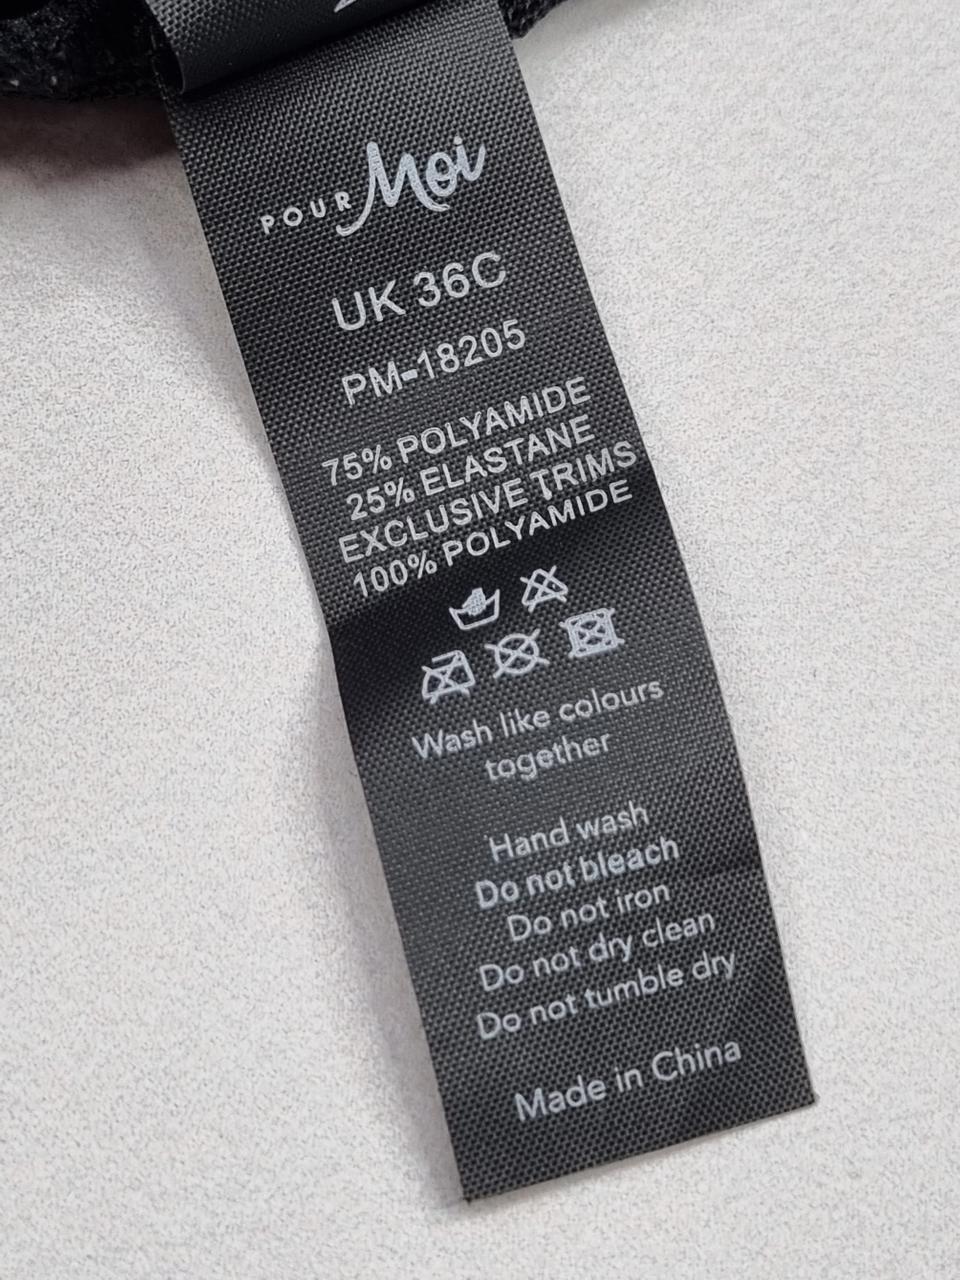 POUR Moi
UK 36C
PM-18205
75% POLYAMIDE
25% ELASTANE
EXCLUSIVE TRIMS
100% POLYAMIDE
Wash like colours
together
Hand wash
Do not bleach
Do not iron
Do not dry clean
Do not tumble dry
Made in China